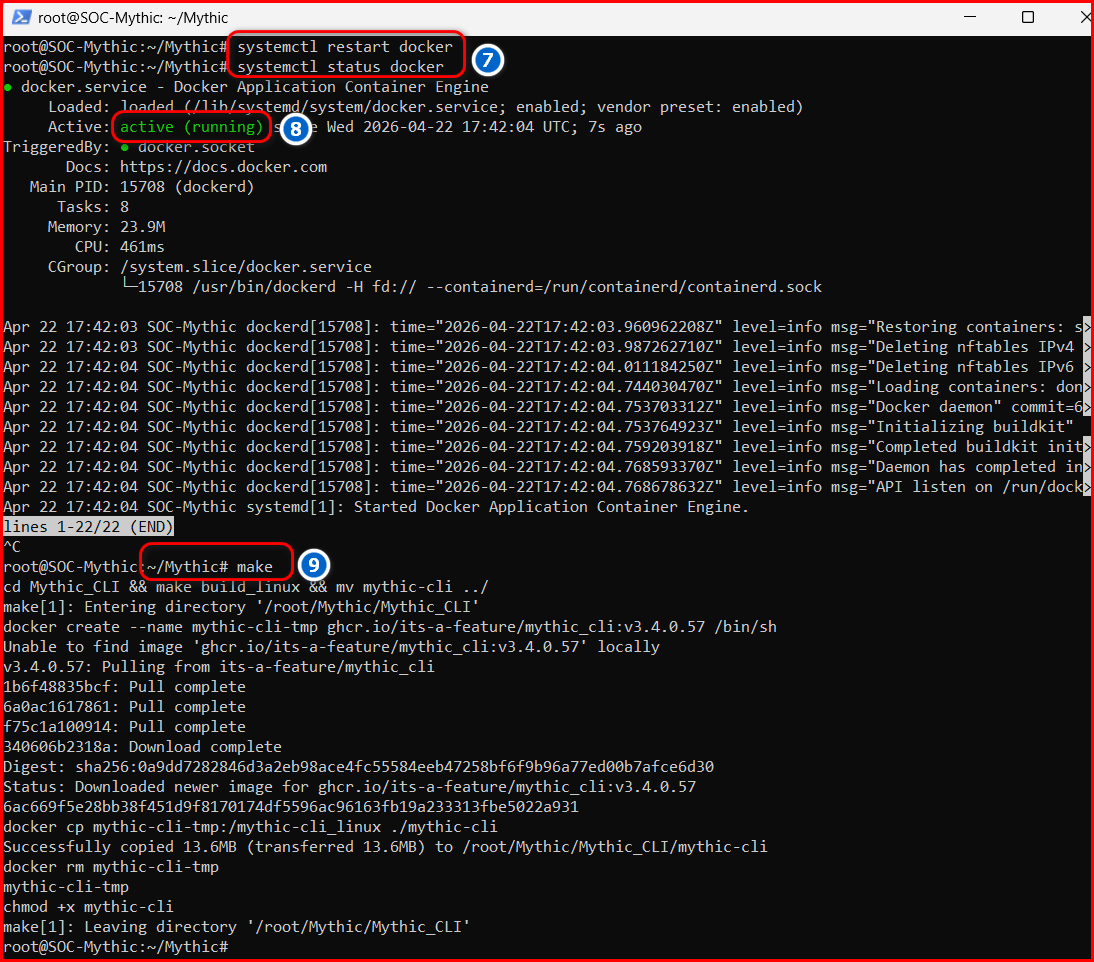 root@SOC-Mythic: ~/Mythic
root@SOC-Mythic:~/Mythic# systemctl restart docker
7
root@SOC-Mythic:~/Mythic# systemctl status docker
● docker.service - Docker Application Container Engine
Loaded: loaded (/lib/systemd/system/docker.service; enabled; vendor preset: enabled)
Active: active (running) Wed 2026-04-22 17:42:04 UTC; 7s ago
8
TriggeredBy: ● docker.socket
Docs: https://docs.docker.com
Main PID: 15708 (dockerd)
Tasks: 8
Memory: 23.9M
CPU: 461ms
CGroup: /system.slice/docker.service
└─15708 /usr/bin/dockerd -H fd:// --containerd=/run/containerd/containerd.sock
Apr 22 17:42:03 SOC-Mythic dockerd[15708]: time="2026-04-22T17:42:03.960962208Z" level=info msg="Restoring containers: s>
Apr 22 17:42:03 SOC-Mythic dockerd[15708]: time="2026-04-22T17:42:03.987262710Z" level=info msg="Deleting nftables IPv4 >
Apr 22 17:42:04 SOC-Mythic dockerd[15708]: time="2026-04-22T17:42:04.011184250Z" level=info msg="Deleting nftables IPv6 >
Apr 22 17:42:04 SOC-Mythic dockerd[15708]: time="2026-04-22T17:42:04.744030470Z" level=info msg="Loading containers: don>
Apr 22 17:42:04 SOC-Mythic dockerd[15708]: time="2026-04-22T17:42:04.753703312Z" level=info msg="Docker daemon" commit=6>
Apr 22 17:42:04 SOC-Mythic dockerd[15708]: time="2026-04-22T17:42:04.753764923Z" level=info msg="Initializing buildkit"
Apr 22 17:42:04 SOC-Mythic dockerd[15708]: time="2026-04-22T17:42:04.759203918Z" level=info msg="Completed buildkit init>
Apr 22 17:42:04 SOC-Mythic dockerd[15708]: time="2026-04-22T17:42:04.768593370Z" level=info msg="Daemon has completed in>
Apr 22 17:42:04 SOC-Mythic dockerd[15708]: time="2026-04-22T17:42:04.768678632Z" level=info msg="API listen on /run/dock>
Apr 22 17:42:04 SOC-Mythic systemd[1]: Started Docker Application Container Engine.
lines 1-22/22 (END)
^C
root@SOC-Mythic:~/Mythic# make
9
cd Mythic_CLI && make build_linux && mv mythic-cli ../
make[1]: Entering directory '/root/Mythic/Mythic_CLI'
docker create --name mythic-cli-tmp ghcr.io/its-a-feature/mythic_cli:v3.4.0.57 /bin/sh
Unable to find image 'ghcr.io/its-a-feature/mythic_cli:v3.4.0.57' locally
v3.4.0.57: Pulling from its-a-feature/mythic_cli
1b6f48835bcf: Pull complete
6a0ac1617861: Pull complete
f75c1a100914: Pull complete
340606b2318a: Download complete
Digest: sha256:0a9dd7282846d3a2eb98ace4fc55584eeb47258bf6f9b96a77ed00b7afce6d30
Status: Downloaded newer image for ghcr.io/its-a-feature/mythic_cli:v3.4.0.57
6ac669f5e28bb38f451d9f8170174df5596ac96163fb19a233313fbe5022a931
docker cp mythic-cli-tmp:/mythic-cli_linux ./mythic-cli
Successfully copied 13.6MB (transferred 13.6MB) to /root/Mythic/Mythic_CLI/mythic-cli
docker rm mythic-cli-tmp
mythic-cli-tmp
chmod +x mythic-cli
make[1]: Leaving directory '/root/Mythic/Mythic_CLI'
root@SOC-Mythic:~/Mythic#